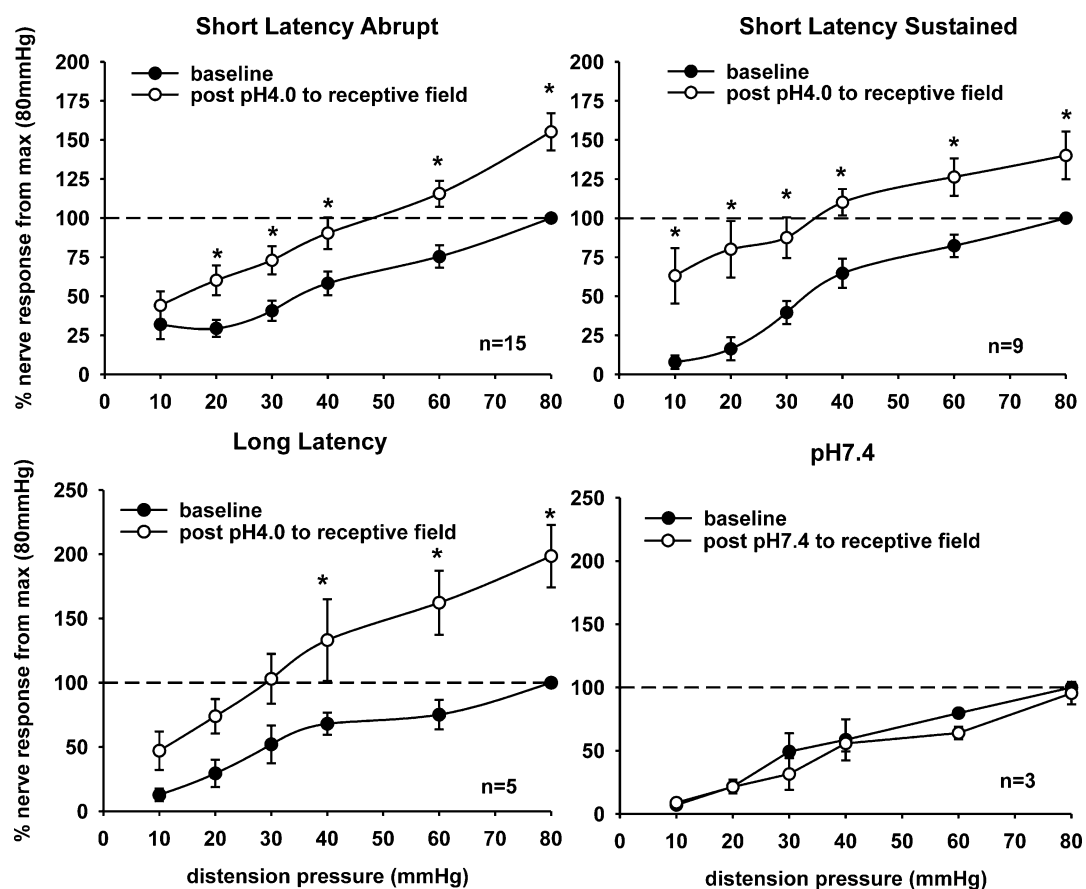 Short Latency Abrupt
% nerve response from max (80mmHg)
200
175
150
125
100
75
50
25
0
baseline
post pH4.0 to receptive field
*
*
*
*
*
*
n=15
0 10 20 30 40 50 60 70 80
Short Latency Sustained
200
175
150
125
100
75
50
25
0
baseline
post pH4.0 to receptive field
*
*
*
*
*
*
n=9
0 10 20 30 40 50 60 70 80
Long Latency
% nerve response from max (80mmHg)
250
200
150
100
50
0
baseline
post pH4.0 to receptive field
*
*
*
n=5
0 10 20 30 40 50 60 70 80
distension pressure (mmHg)
pH7.4
250
200
150
100
50
0
baseline
post pH7.4 to receptive field
n=3
0 10 20 30 40 50 60 70 80
distension pressure (mmHg)